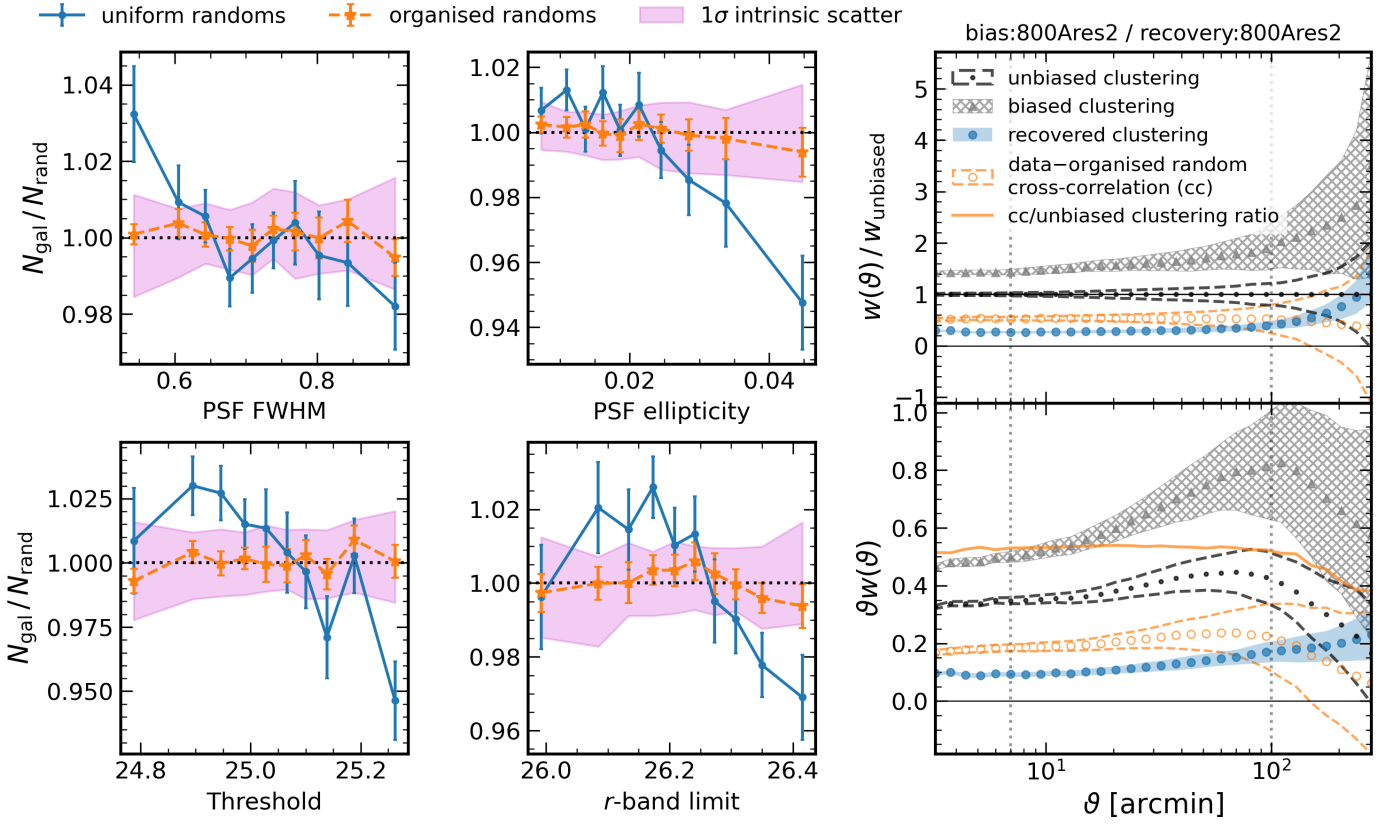 uniform randoms
organised randoms
1σ intrinsic scatter
N_gal / N_rand
1.04
1.02
1.00
0.98
0.6
0.8
PSF FWHM
1.02
1.00
0.98
0.96
0.94
0.02
0.04
PSF ellipticity
N_gal / N_rand
1.025
1.000
0.975
0.950
24.8
25.0
25.2
Threshold
1.02
1.00
0.98
0.96
26.0
26.2
26.4
r-band limit
bias:800Ares2 / recovery:800Ares2
unbiased clustering
biased clustering
recovered clustering
data−organised random
cross-correlation (cc)
cc/unbiased clustering ratio
w(ϑ) / w_unbiased
5
4
3
2
1
0
−1
ϑw(ϑ)
1.0
0.8
0.6
0.4
0.2
0.0
10¹
10²
ϑ [arcmin]